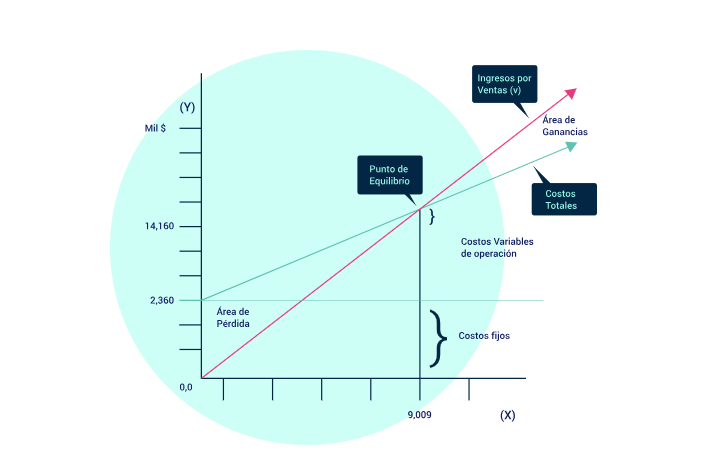 Ingresos por
Ventas (v)
(Y)
Mil $
Área de
Ganancias
Punto de
Equilibrio
Costos
Totales
14,160
Costos Variables
de operación
2,360
Área de
Pérdida
Costos fijos
0,0
9,009
(X)